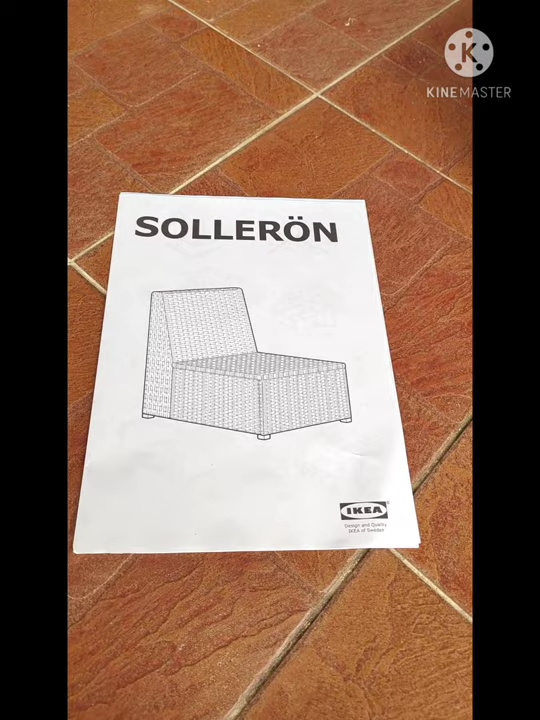 K
KINEMASTER
SOLLERÖN
IKEA®
Design and Quality
IKEA of Sweden